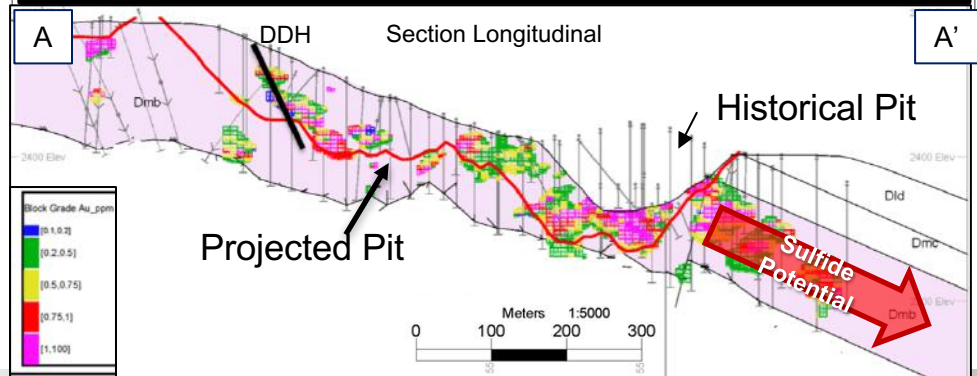 A
DDH
Section Longitudinal
A'
Dmb
Historical Pit
2400 Elev
2400 Elev
Dld
Dmc
Block Grade Au_ppm
[0.1,0.2]
[0.2,0.5]
[0.5,0.75]
[0.75,1]
[1,100]
Projected Pit
Sulfide
Potential
Dmb
Meters 1:5000
0 100 200 300